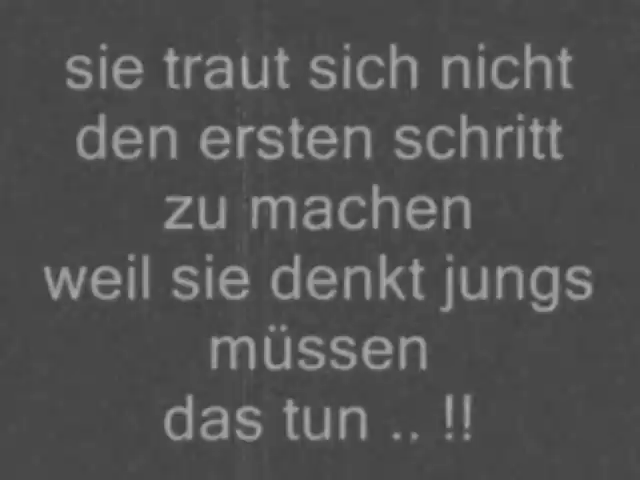 sie traut sich nicht
den ersten schritt
zu machen
weil sie denkt jungs
müssen
das tun .. !!